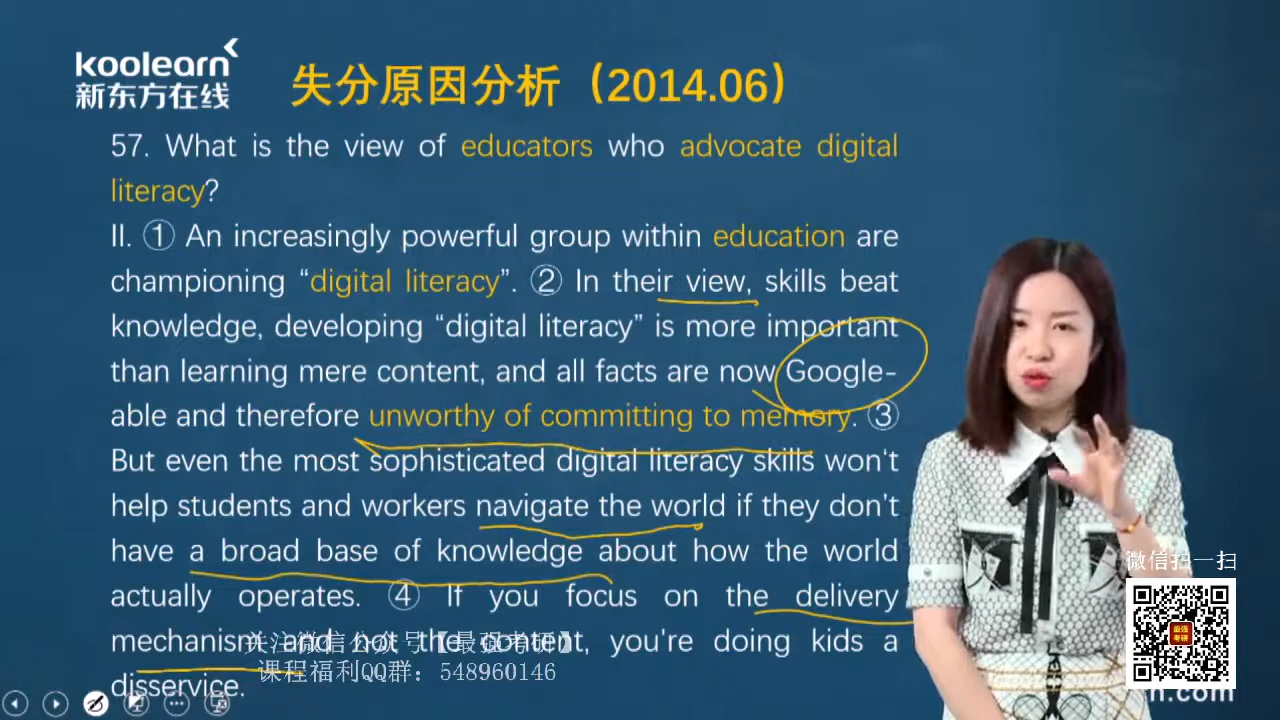 koolearn
新东方在线
失分原因分析（2014.06）
57. What is the view of educators who advocate digital
literacy?
II. ① An increasingly powerful group within education are
championing “digital literacy”. ② In their view, skills beat
knowledge, developing “digital literacy” is more important
than learning mere content, and all facts are now Google-
able and therefore unworthy of committing to memory. ③
But even the most sophisticated digital literacy skills won't
help students and workers navigate the world if they don't
have a broad base of knowledge about how the world
actually operates. ④ If you focus on the delivery
mechanism and not the content, you're doing kids a
disservice.
关注微信公众号【最强考研】
课程福利QQ群：548960146
微信扫一扫
最强
考研
n.com